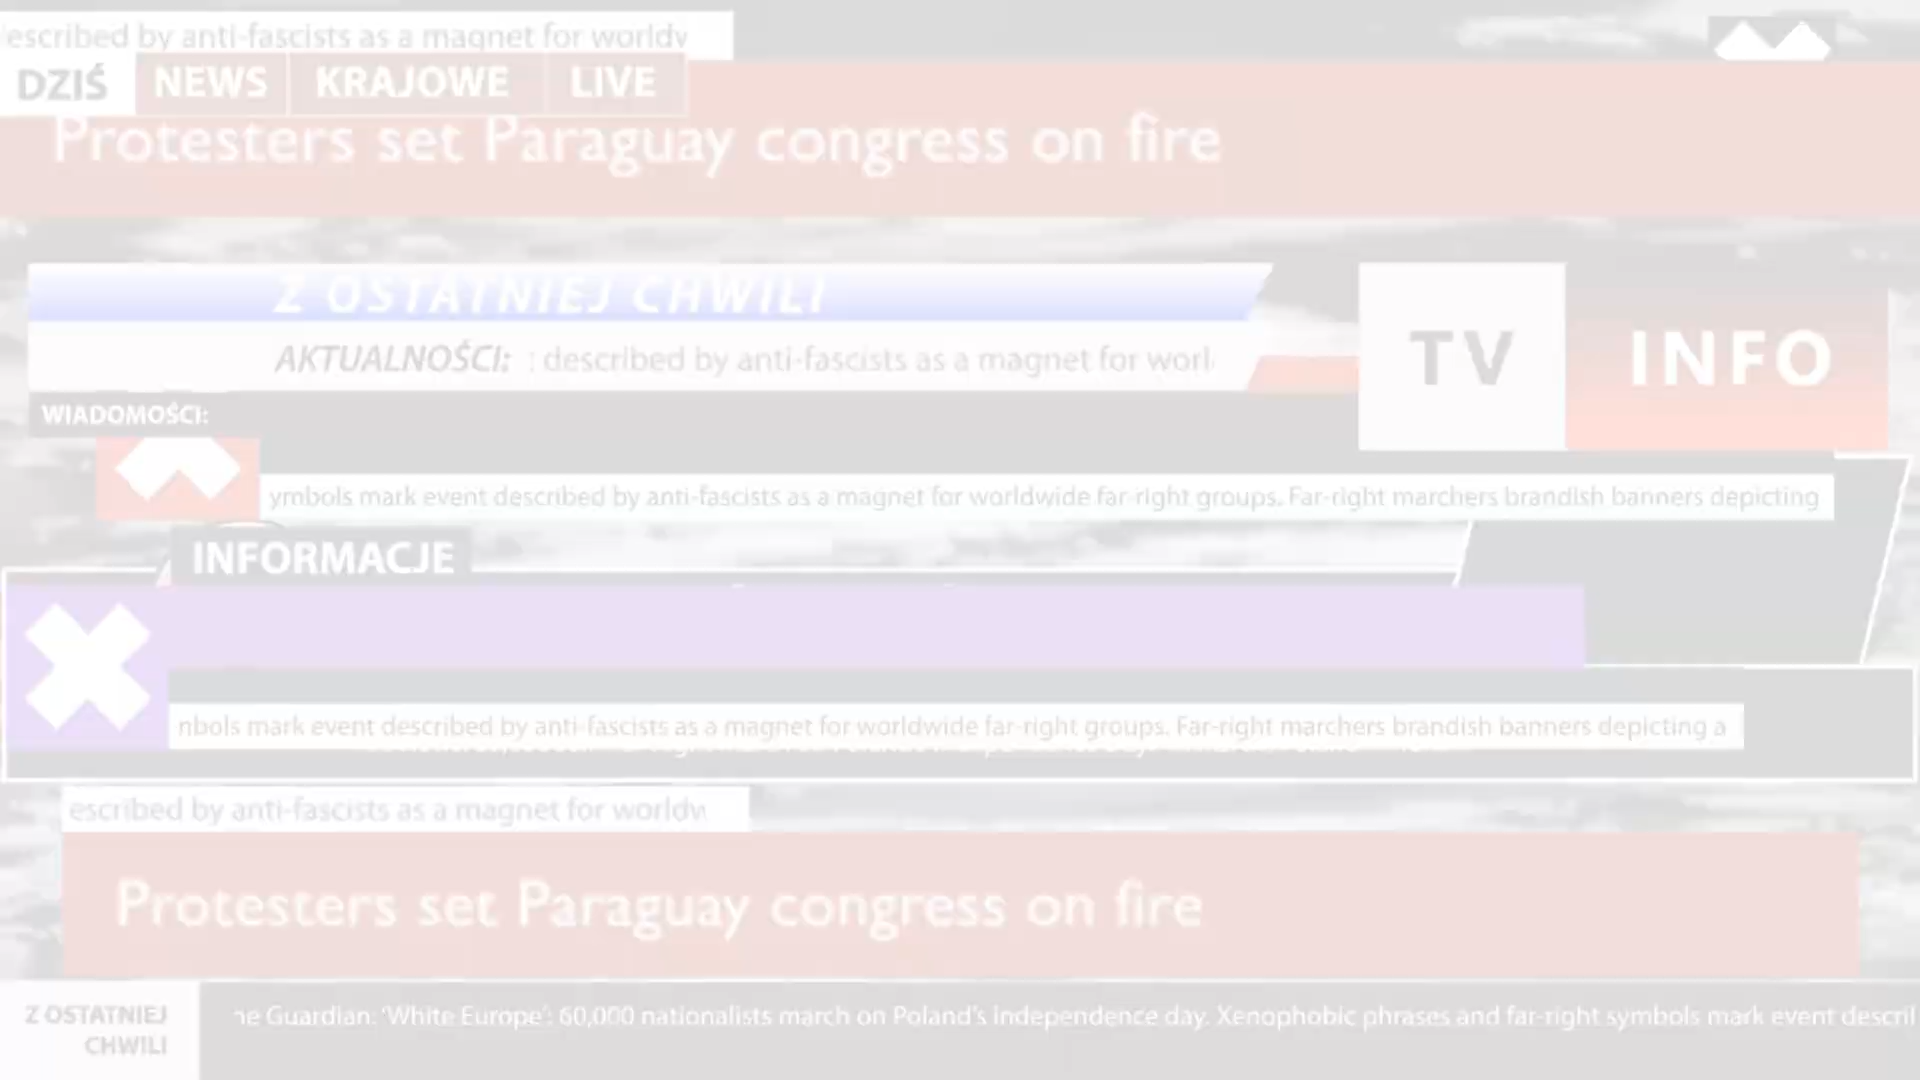 escribed by anti-fascists as a magnet for worldw
DZIŚ NEWS KRAJOWE LIVE
Protesters set Paraguay congress on fire
Z OSTATNIEJ CHWILI
AKTUALNOŚCI: : described by anti-fascists as a magnet for worl
TV INFO
WIADOMOŚCI:
ymbols mark event described by anti-fascists as a magnet for worldwide far-right groups. Far-right marchers brandish banners depicting
INFORMACJE
nbols mark event described by anti-fascists as a magnet for worldwide far-right groups. Far-right marchers brandish banners depicting a
escribed by anti-fascists as a magnet for worldw
Protesters set Paraguay congress on fire
Z OSTATNIEJ
CHWILI
he Guardian: 'White Europe': 60,000 nationalists march on Poland's independence day. Xenophobic phrases and far-right symbols mark event descril